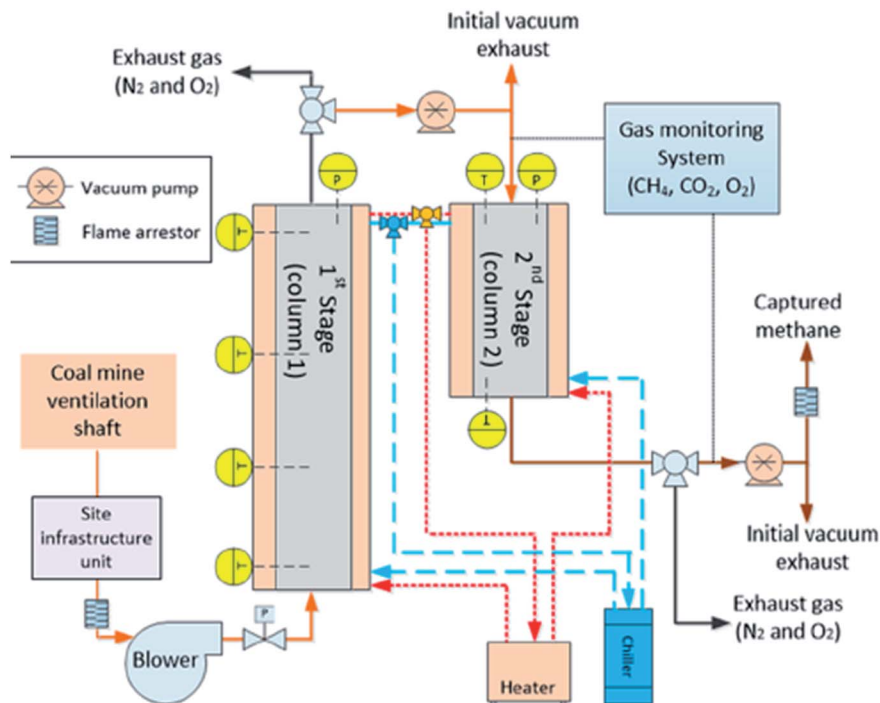 Initial vacuum
exhaust
Exhaust gas
(N₂ and O₂)
Gas monitoring
System
(CH₄, CO₂, O₂)
Vacuum pump
Flame arrestor
P
T
P
T
1st Stage
(column 1)
2nd Stage
(column 2)
Captured
methane
T
Coal mine
ventilation
shaft
T
T
Site
infrastructure
unit
Initial vacuum
exhaust
T
P
Exhaust gas
(N₂ and O₂)
Blower
Heater
Chiller